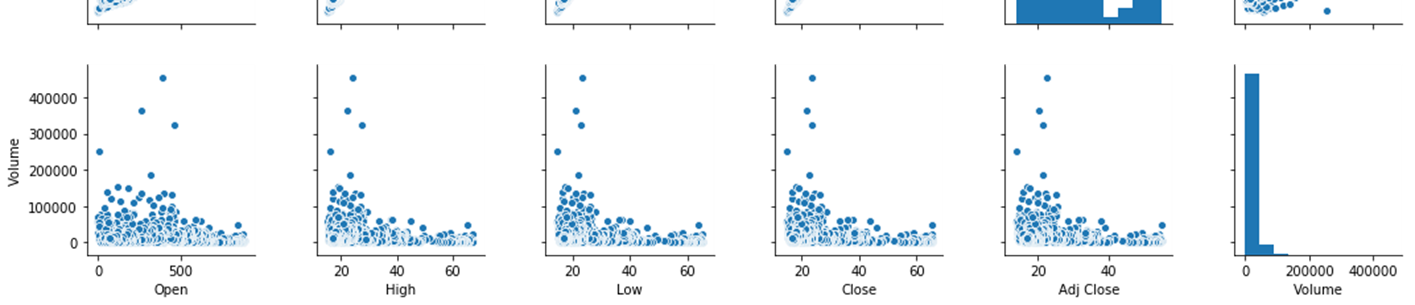 400000
300000
200000
100000
0
Volume
0 500
20 40 60
20 40 60
20 40 60
20 40
0 200000 400000
Open
High
Low
Close
Adj Close
Volume